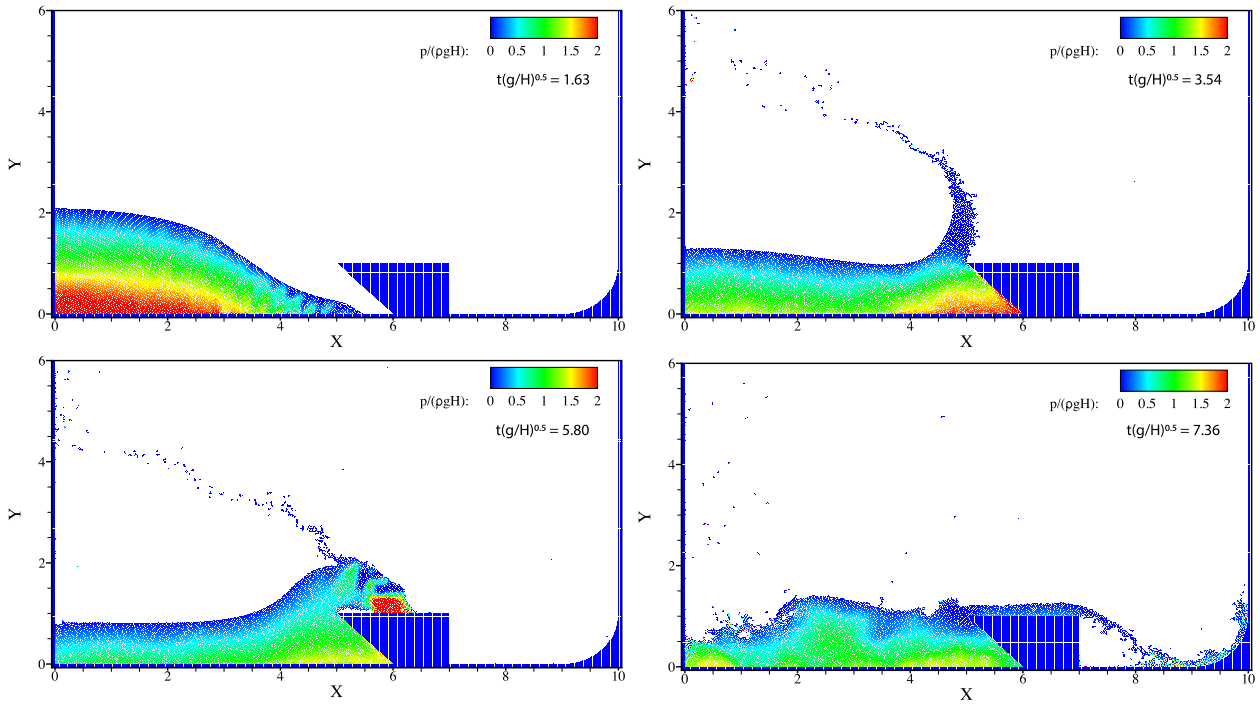 6
4
2
0
Y
0 2 4 6 8 10
X
p/(ρgH): 0 0.5 1 1.5 2
t(g/H)⁰·⁵ = 1.63
6
4
2
0
Y
0 2 4 6 8 10
X
p/(ρgH): 0 0.5 1 1.5 2
t(g/H)⁰·⁵ = 3.54
6
4
2
0
Y
0 2 4 6 8 10
X
p/(ρgH): 0 0.5 1 1.5 2
t(g/H)⁰·⁵ = 5.80
6
4
2
0
Y
0 2 4 6 8 10
X
p/(ρgH): 0 0.5 1 1.5 2
t(g/H)⁰·⁵ = 7.36